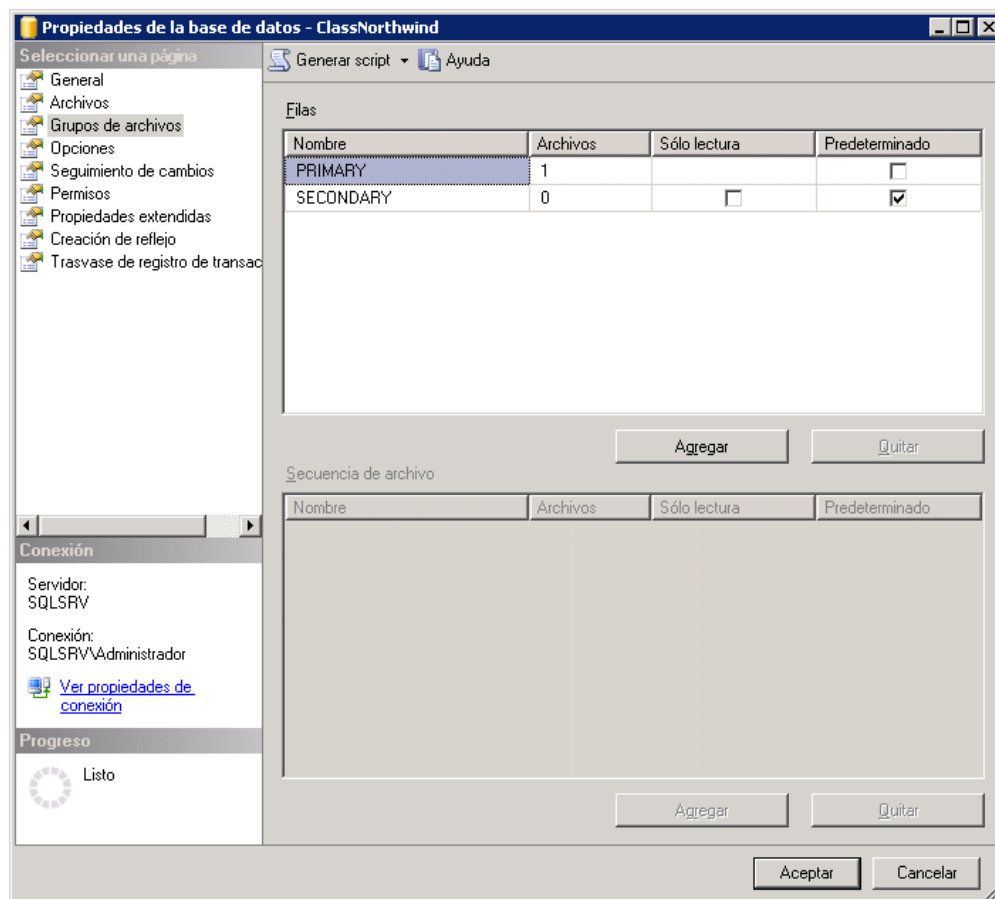 Propiedades de la base de datos - ClassNorthwind
Seleccionar una página
General
Archivos
Grupos de archivos
Opciones
Seguimiento de cambios
Permisos
Propiedades extendidas
Creación de reflejo
Trasvase de registro de transac
Generar script
Ayuda
Filas
Nombre Archivos Sólo lectura Predeterminado
PRIMARY 1
SECONDARY 0
Agregar Quitar
Secuencia de archivo
Nombre Archivos Sólo lectura Predeterminado
Agregar Quitar
Conexión
Servidor:
SQLSRV
Conexión:
SQLSRV\Administrador
Ver propiedades de
conexión
Progreso
Listo
Aceptar Cancelar